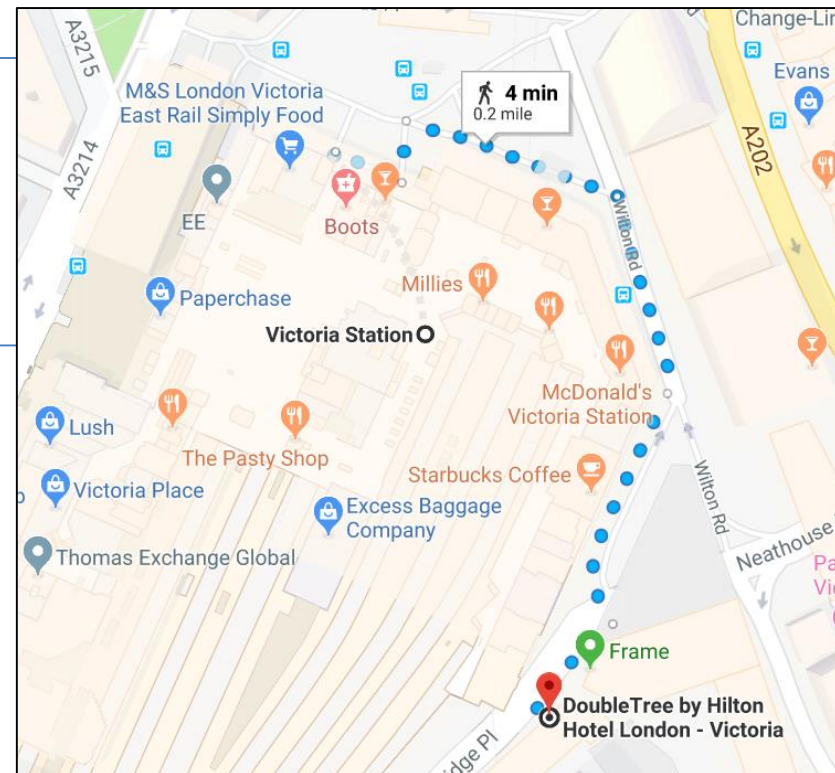 A3215
Change-Lin
Evans
M&S London Victoria
East Rail Simply Food
4 min
0.2 mile
A202
A3214
EE
Boots
Wilton Rd
Millies
Paperchase
Victoria Station
McDonald's
Victoria Station
Lush
The Pasty Shop
Starbucks Coffee
Wilton Rd
Victoria Place
Excess Baggage
Company
Neathouse
Thomas Exchange Global
Frame
DoubleTree by Hilton
Hotel London - Victoria
dge Pl